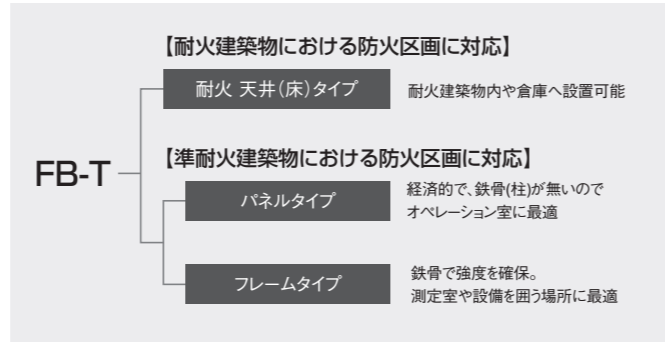 【耐火建築物における防火区画に対応】
耐火 天井(床)タイプ
耐火建築物内や倉庫へ設置可能
FB-T
【準耐火建築物における防火区画に対応】
パネルタイプ
経済的で、鉄骨(柱)が無いので
オペレーション室に最適
フレームタイプ
鉄骨で強度を確保。
測定室や設備を囲う場所に最適